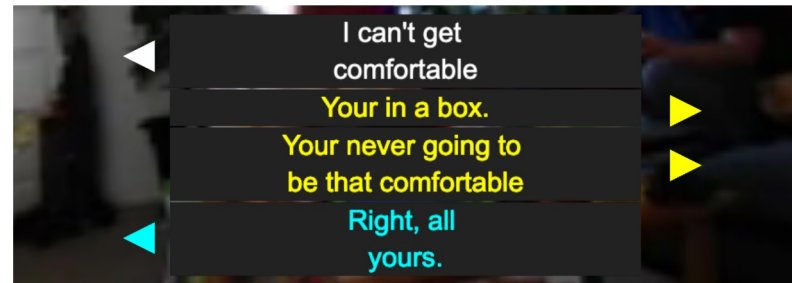 I can't get
comfortable
Your in a box.
Your never going to
be that comfortable
Right, all
yours.